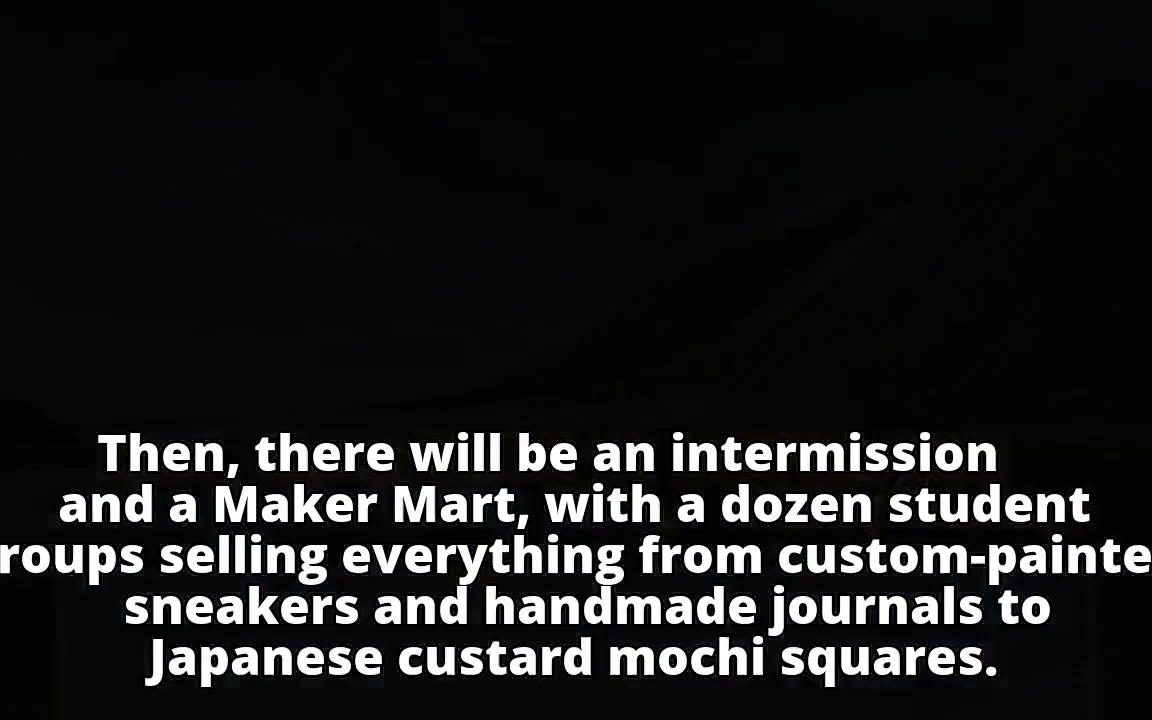 Then, there will be an intermission
and a Maker Mart, with a dozen student
roups selling everything from custom-painte
sneakers and handmade journals to
Japanese custard mochi squares.